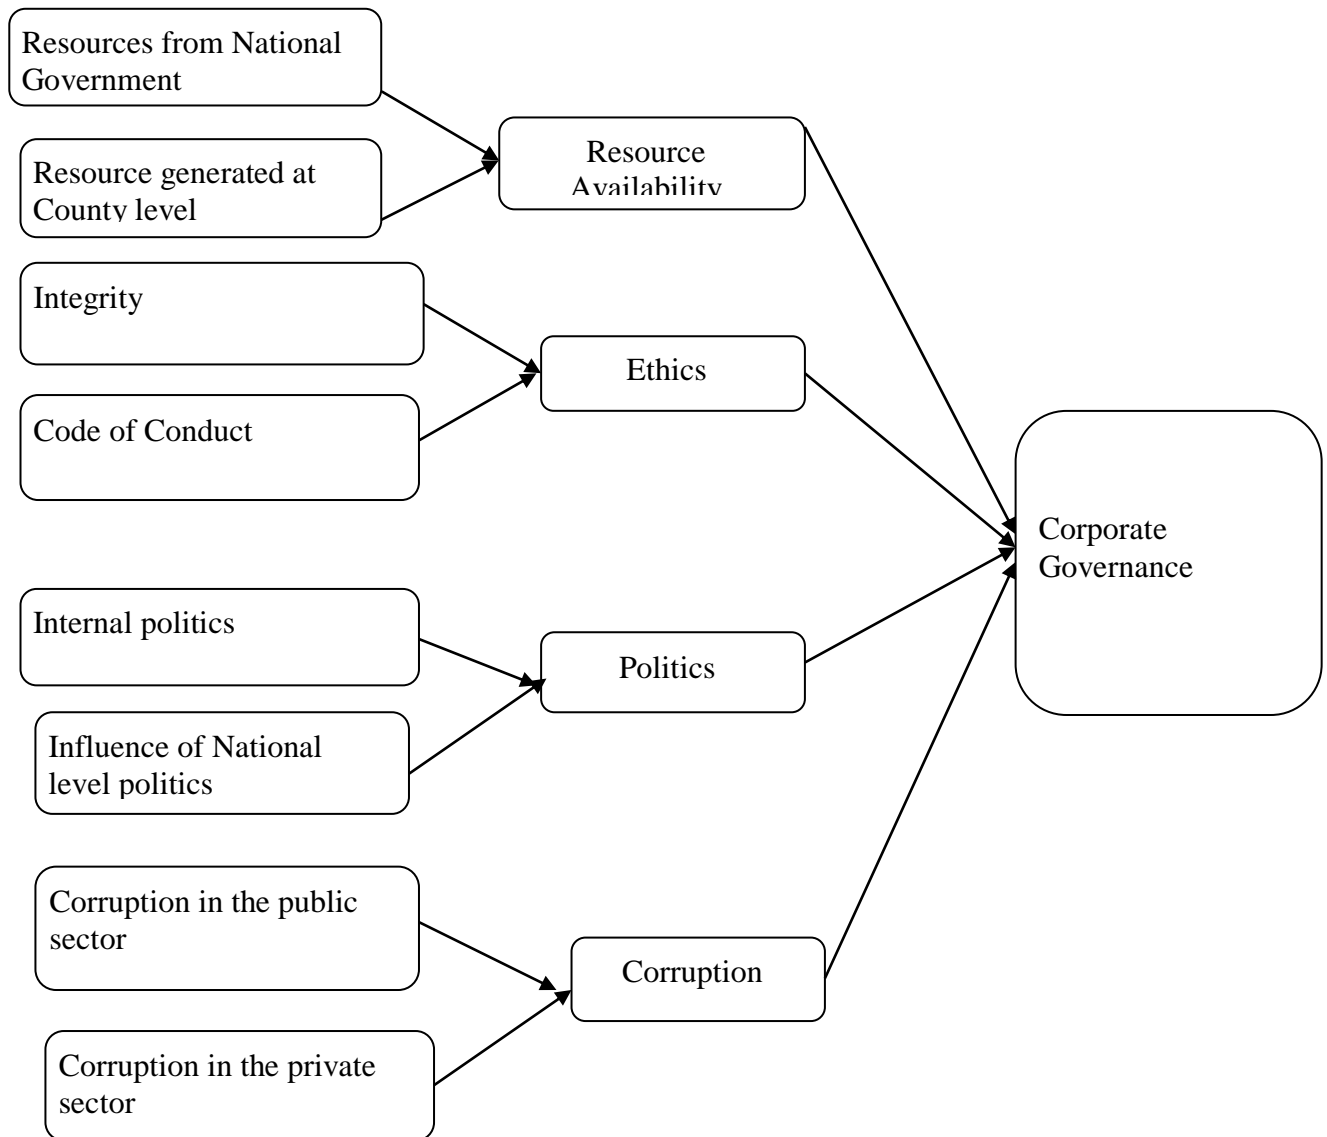 Resources from National
Government
Resource generated at
County level
Resource
Availability
Integrity
Ethics
Code of Conduct
Corporate
Governance
Internal politics
Politics
Influence of National
level politics
Corruption in the public
sector
Corruption
Corruption in the private
sector